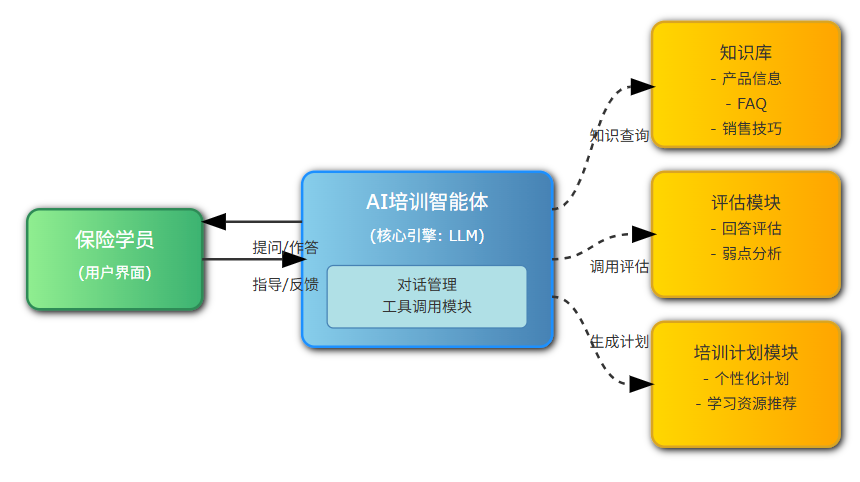 保险学员
(用户界面)
提问/作答
指导/反馈
AI培训智能体
(核心引擎: LLM)
对话管理
工具调用模块
知识查询
调用评估
生成计划
知识库
- 产品信息
- FAQ
- 销售技巧
评估模块
- 回答评估
- 弱点分析
培训计划模块
- 个性化计划
- 学习资源推荐